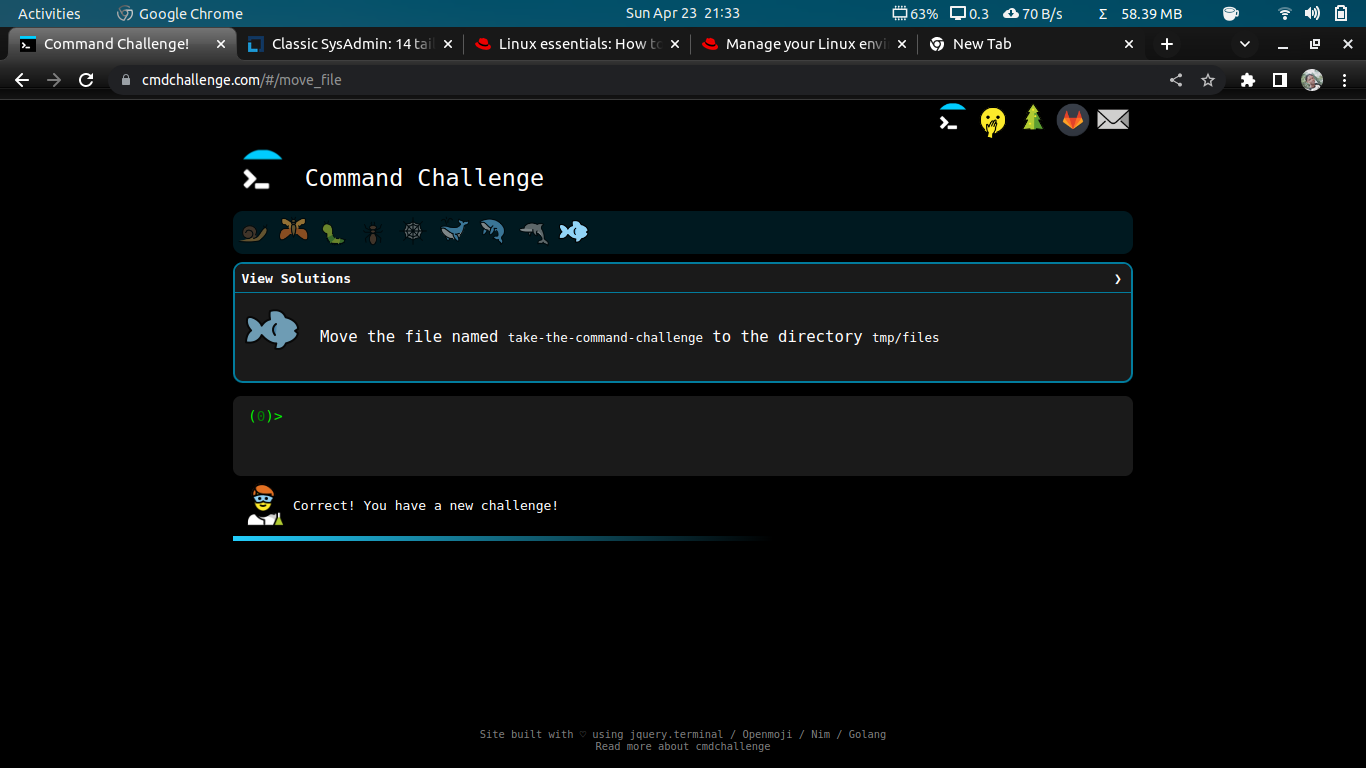 Activities Google Chrome Sun Apr 23 21:33 63% 0.3 70 B/s Σ 58.39 MB
Command Challenge! Classic SysAdmin: 14 tail Linux essentials: How to Manage your Linux envi New Tab
cmdchallenge.com/#/move_file
Command Challenge
View Solutions
Move the file named take-the-command-challenge to the directory tmp/files
(0)>
Correct! You have a new challenge!
Site built with ♡ using jquery.terminal / Openmoji / Nim / Golang
Read more about cmdchallenge